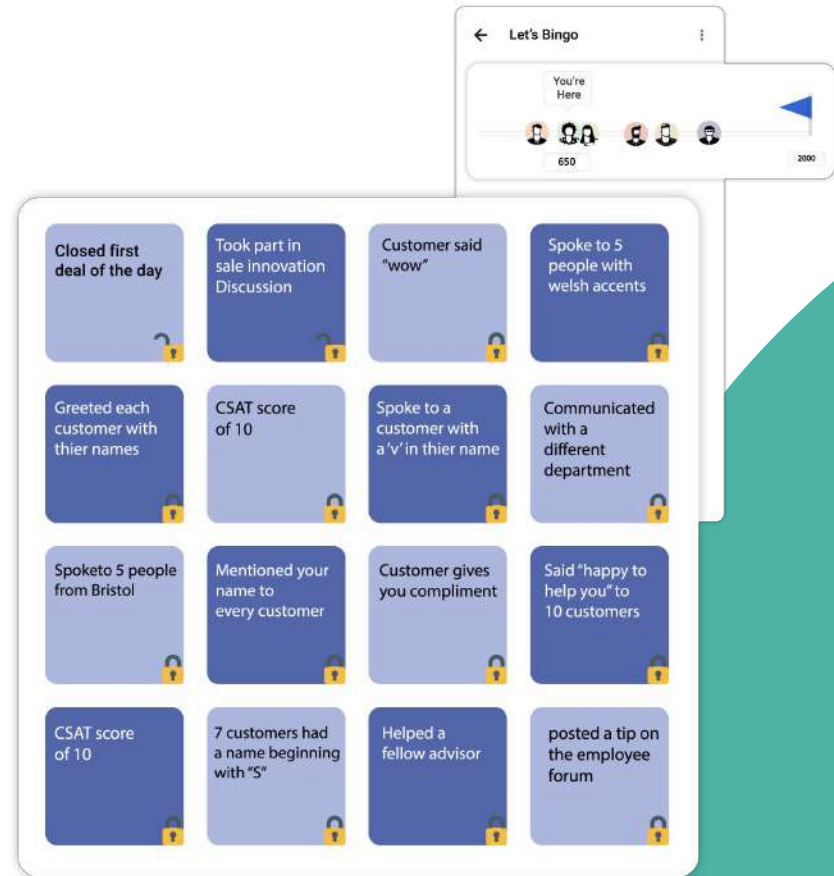 Let's Bingo
You're
Here
650
2000
Closed first
deal of the day
Took part in
sale innovation
Discussion
Customer said
“wow”
Spoke to 5
people with
welsh accents
Greeted each
customer with
thier names
CSAT score
of 10
Spoke to a
customer with
a ‘v’ in thier name
Communicated
with a
different
department
Spoketo 5 people
from Bristol
Mentioned your
name to
every customer
Customer gives
you compliment
Said “happy to
help you” to
10 customers
CSAT score
of 10
7 customers had
a name beginning
with “S”
Helped a
fellow advisor
posted a tip on
the employee
forum